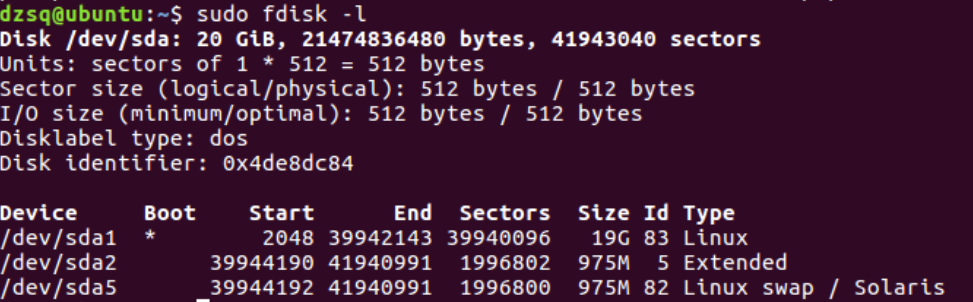 dzsq@ubuntu:~$ sudo fdisk -l
Disk /dev/sda: 20 GiB, 21474836480 bytes, 41943040 sectors
Units: sectors of 1 * 512 = 512 bytes
Sector size (logical/physical): 512 bytes / 512 bytes
I/O size (minimum/optimal): 512 bytes / 512 bytes
Disklabel type: dos
Disk identifier: 0x4de8dc84

Device     Boot    Start      End  Sectors  Size Id Type
/dev/sda1  *        2048 39942143 39940096   19G 83 Linux
/dev/sda2       39944190 41940991  1996802  975M  5 Extended
/dev/sda5       39944192 41940991  1996800  975M 82 Linux swap / Solaris